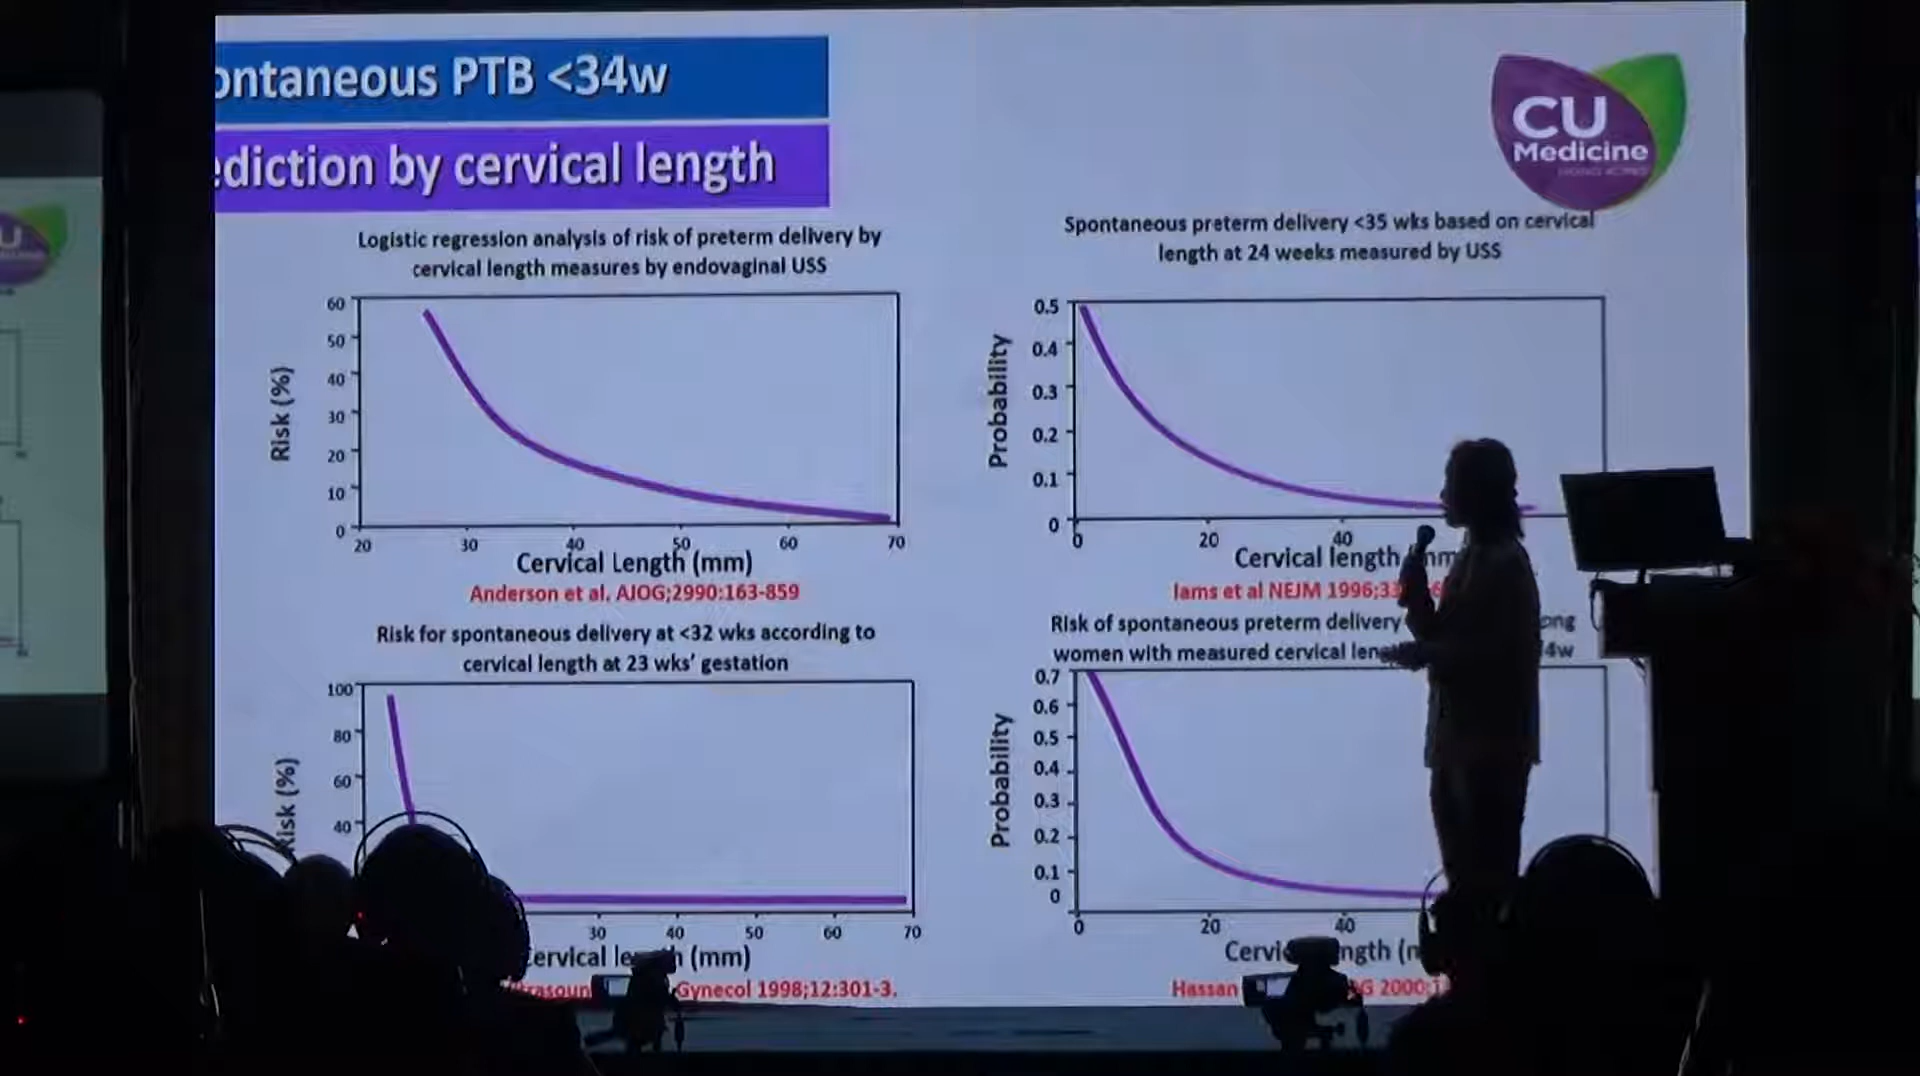 ontaneous PTB <34w
ediction by cervical length
CU
Medicine
HONG KONG
Logistic regression analysis of risk of preterm delivery by
cervical length measures by endovaginal USS
Risk (%)
60
50
40
30
20
10
0
20 30 40 50 60 70
Cervical Length (mm)
Anderson et al. AJOG;2990:163-859
Spontaneous preterm delivery <35 wks based on cervical
length at 24 weeks measured by USS
Probability
0.5
0.4
0.3
0.2
0.1
0
0 20 40
Cervical length
Iams et al NEJM 1996;33
Risk for spontaneous delivery at <32 wks according to
cervical length at 23 wks' gestation
Risk (%)
100
80
60
40
30 40 50 60 70
Cervical (mm)
Gynecol 1998;12:301-3.
Risk of spontaneous preterm delivery
women with measured cervical 4w
Probability
0.7
0.6
0.5
0.4
0.3
0.2
0.1
0
0 20 40
Hassan G 2000;1